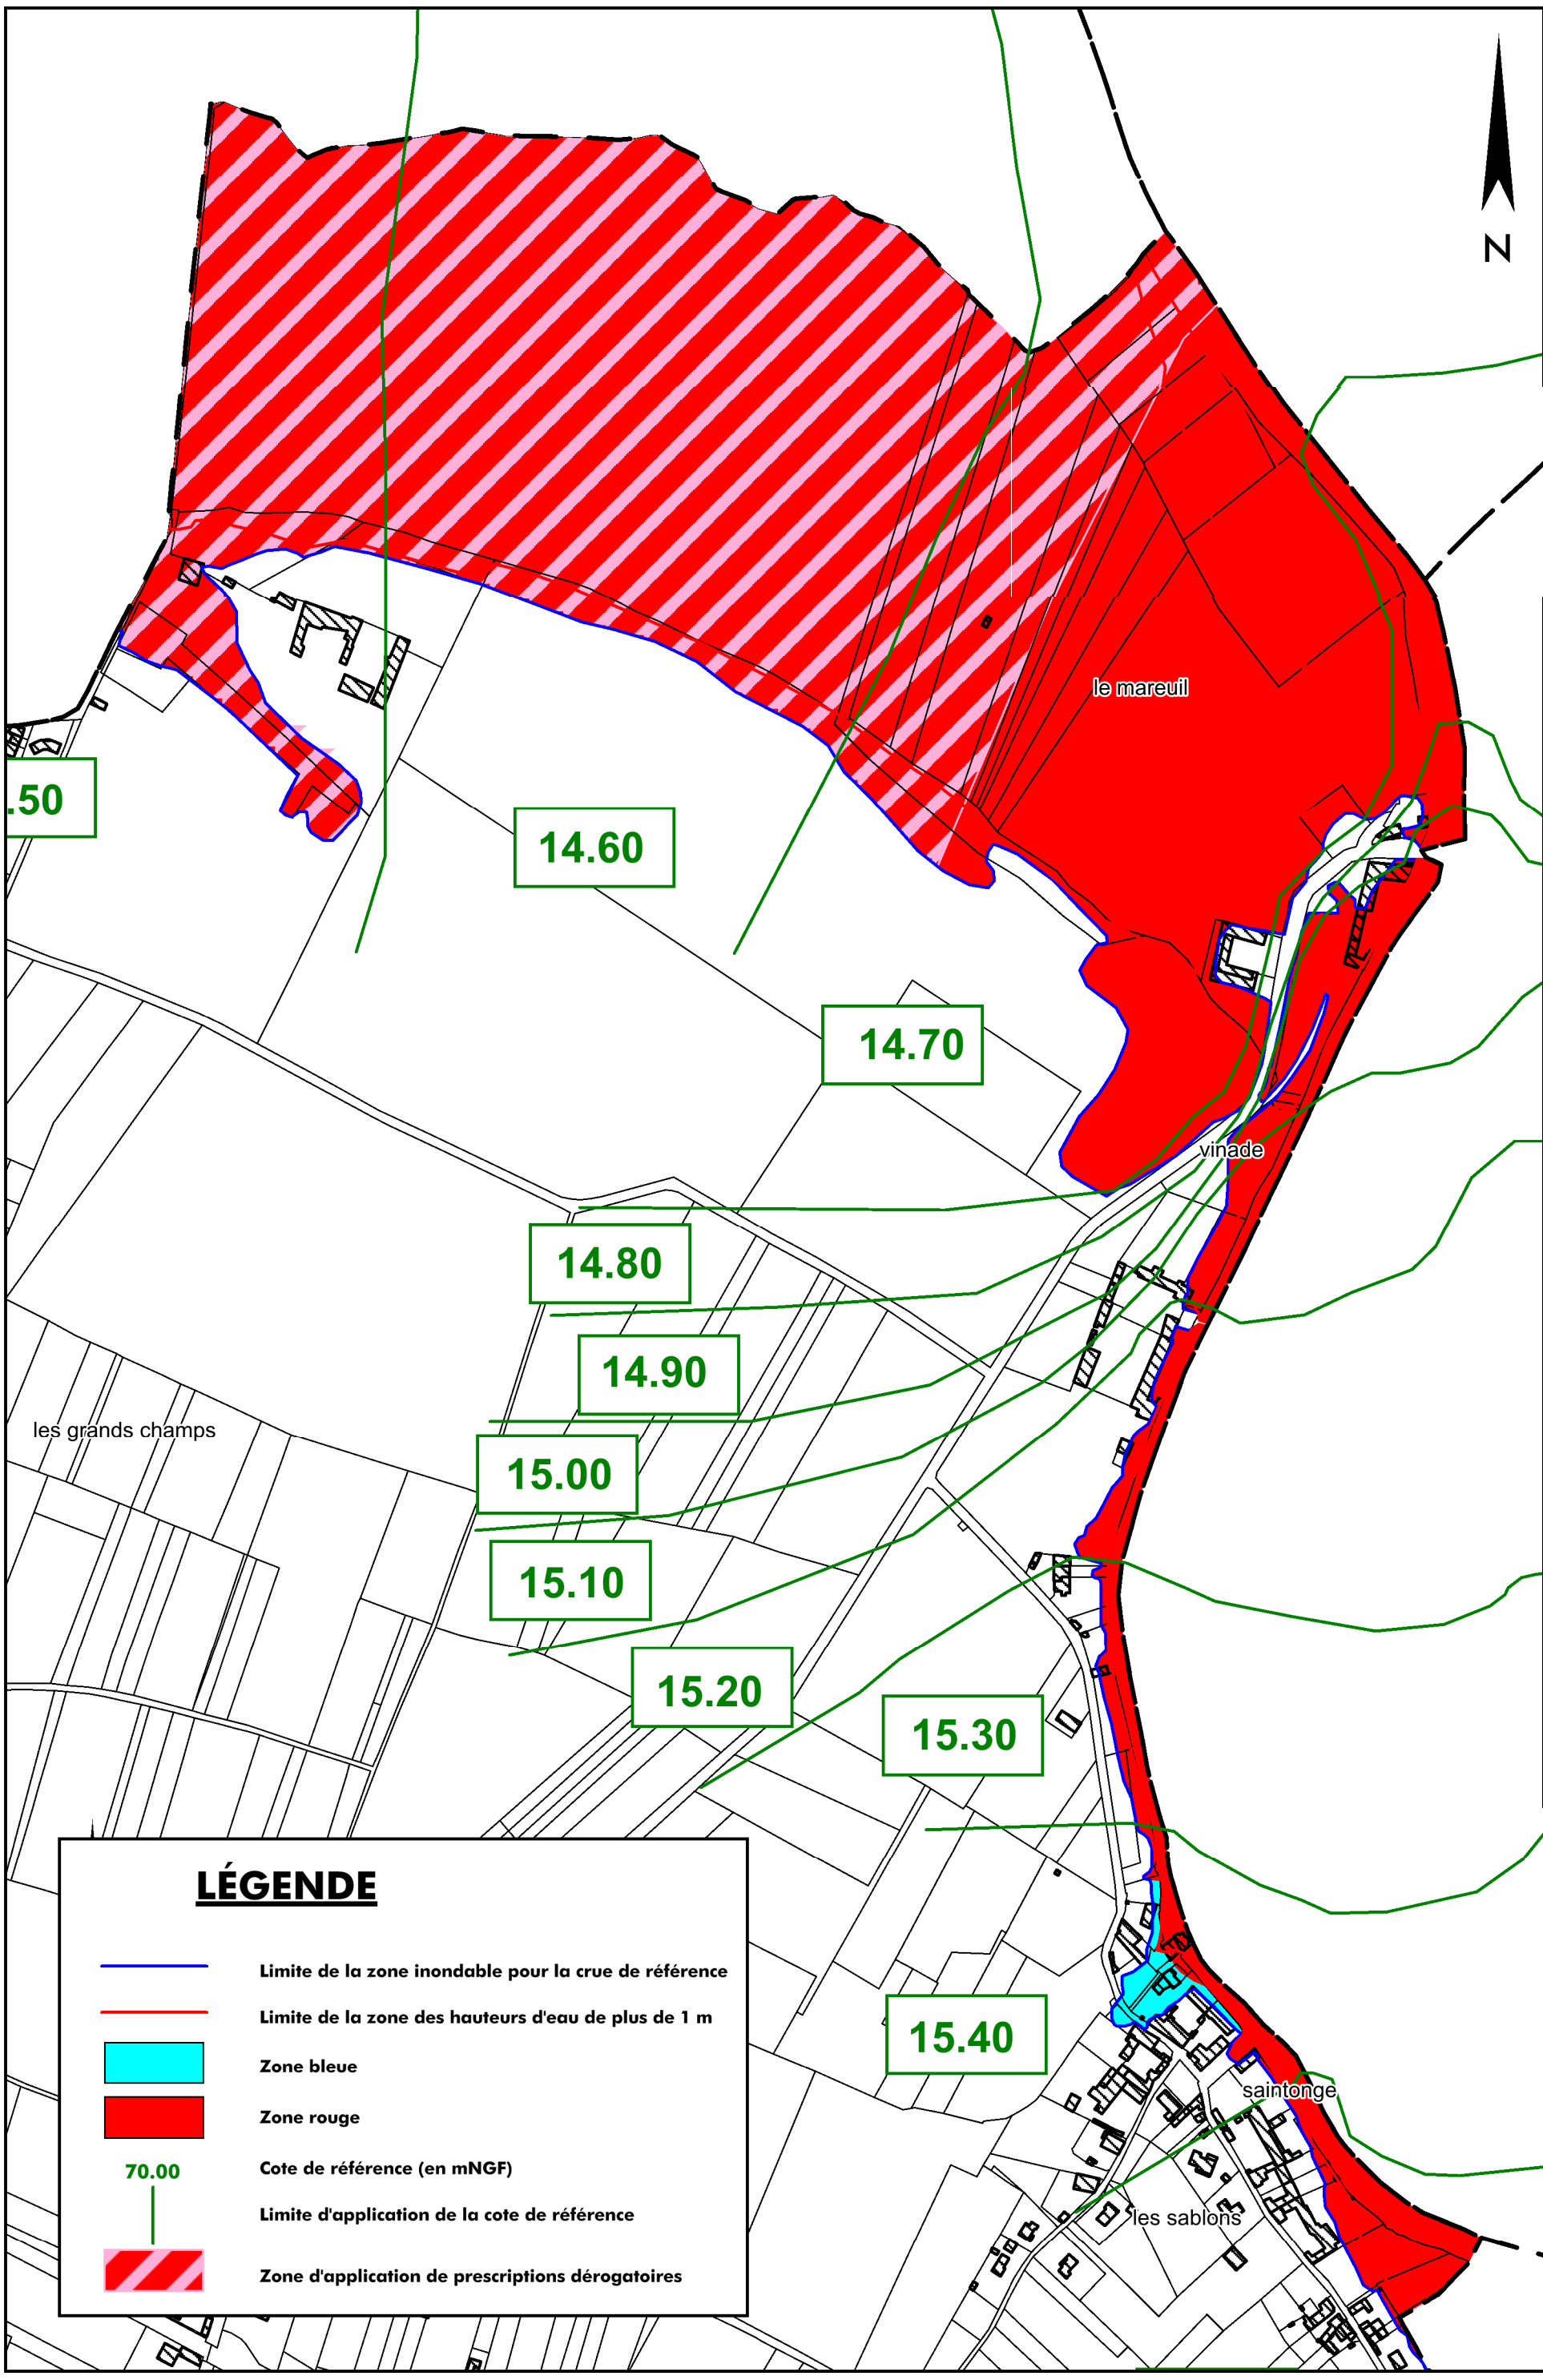 N
le mareuil
.50
14.60
14.70
vinade
14.80
14.90
les grands champs
15.00
15.10
15.20
15.30
15.40
saintonge
les sablons
LÉGENDE
Limite de la zone inondable pour la crue de référence
Limite de la zone des hauteurs d'eau de plus de 1 m
Zone bleue
Zone rouge
70.00 Cote de référence (en mNGF)
Limite d'application de la cote de référence
Zone d'application de prescriptions dérogatoires